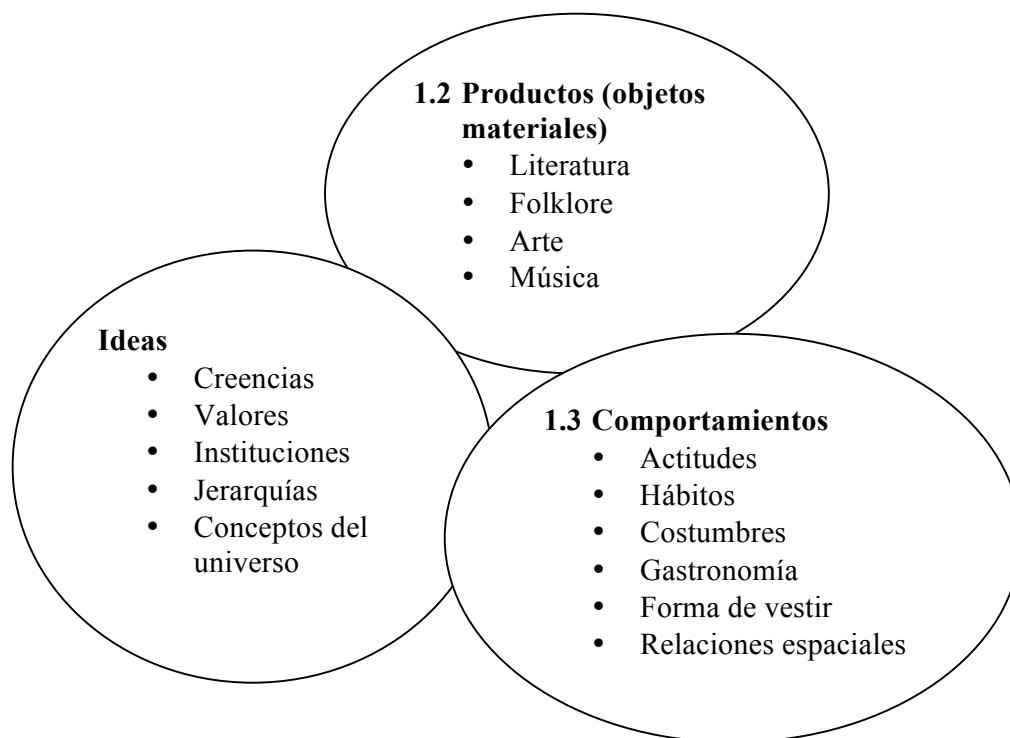 1.2 Productos (objetos
materiales)
• Literatura
• Folklore
• Arte
• Música
Ideas
• Creencias
• Valores
• Instituciones
• Jerarquías
• Conceptos del
universo
1.3 Comportamientos
• Actitudes
• Hábitos
• Costumbres
• Gastronomía
• Forma de vestir
• Relaciones espaciales